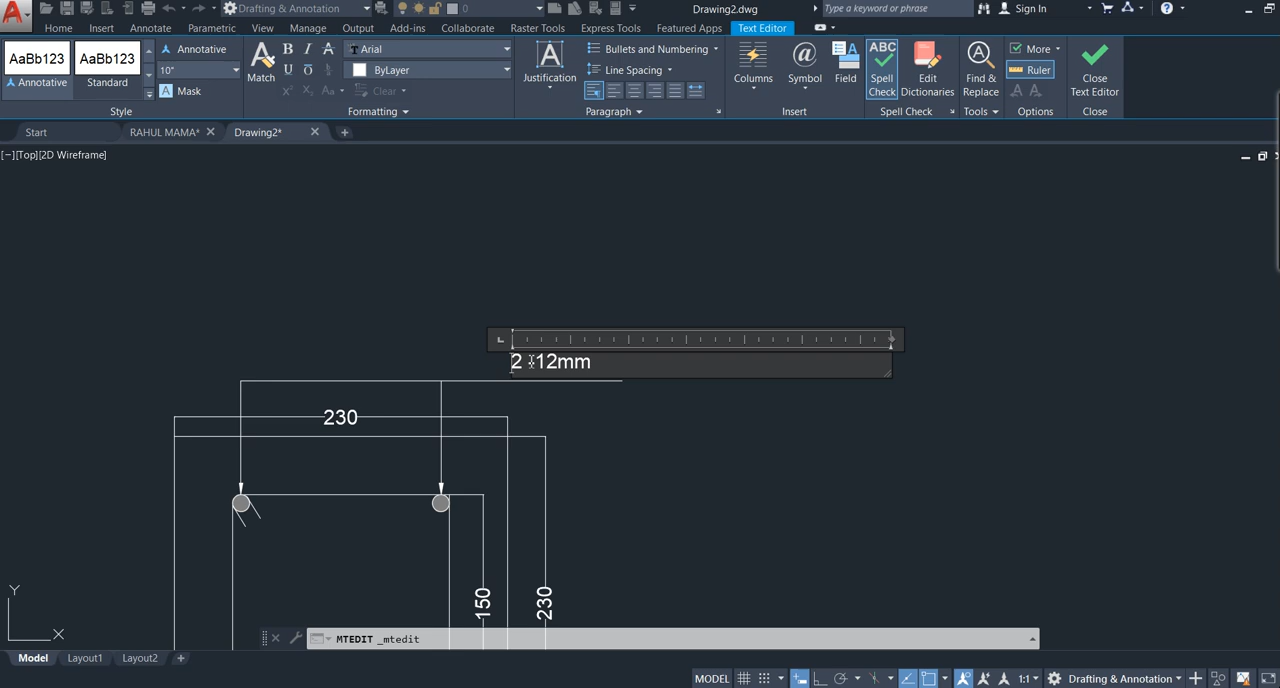 A Drafting & Annotation 0 Drawing2.dwg Type a keyword or phrase Sign In
Home Insert Annotate Parametric View Manage Output Add-ins Collaborate Raster Tools Express Tools Featured Apps Text Editor
AaBb123 AaBb123 Annotative Match B I A Arial Justification Bullets and Numbering Columns Symbol Field ABC Spell Check Edit Dictionaries Find & Replace More Close Text Editor
Annotative Standard 10" U O ByLayer Line Spacing Ruler
Mask Aa Clear
Style Formatting Paragraph Insert Spell Check Tools Options Close
Start RAHUL MAMA* Drawing2*
[−][Top][2D Wireframe]
2 -12mm
230
150
230
Y
X
MTEDIT _mtedit
Model Layout1 Layout2
MODEL 1:1 Drafting & Annotation